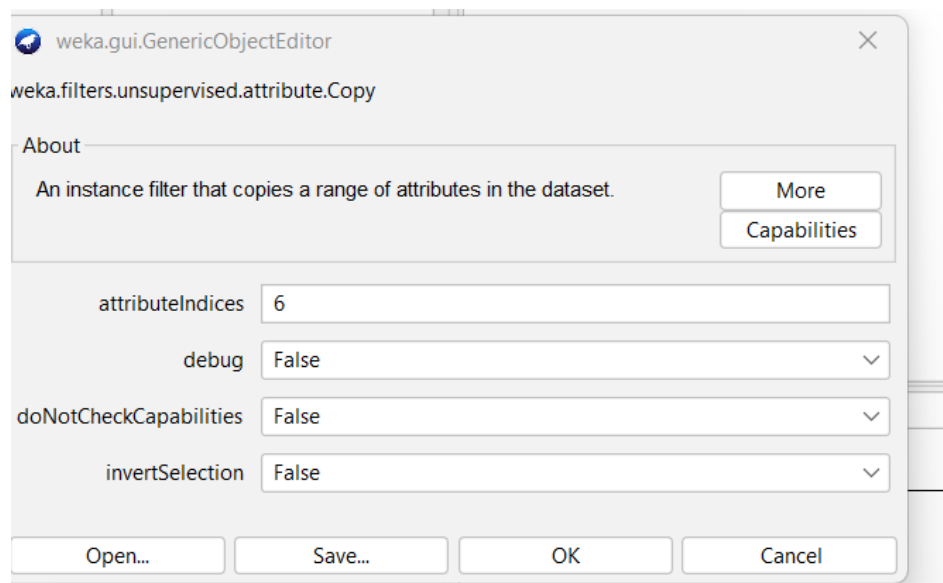 weka.gui.GenericObjectEditor
weka.filters.unsupervised.attribute.Copy
About
An instance filter that copies a range of attributes in the dataset.
More
Capabilities
attributeIndices 6
debug False
doNotCheckCapabilities False
invertSelection False
Open... Save... OK Cancel